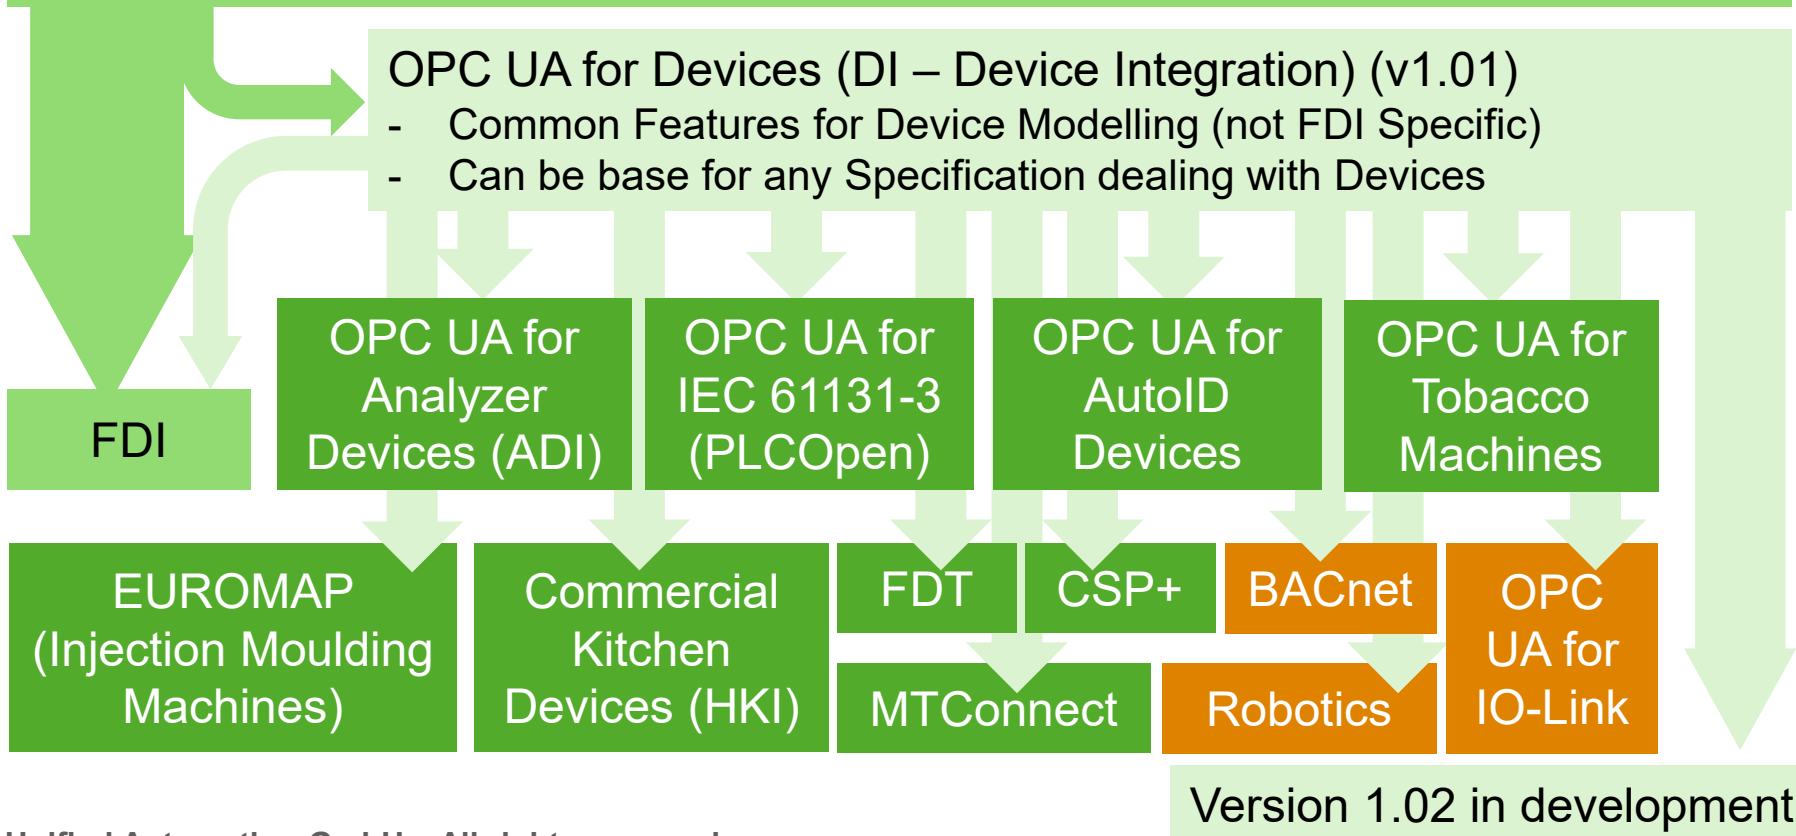 OPC UA for Devices (DI – Device Integration) (v1.01)
- Common Features for Device Modelling (not FDI Specific)
- Can be base for any Specification dealing with Devices
FDI
OPC UA for
Analyzer
Devices (ADI)
OPC UA for
IEC 61131-3
(PLCOpen)
OPC UA for
AutoID
Devices
OPC UA for
Tobacco
Machines
EUROMAP
(Injection Moulding
Machines)
Commercial
Kitchen
Devices (HKI)
FDT
CSP+
BACnet
OPC
UA for
IO-Link
MTConnect
Robotics
Version 1.02 in development